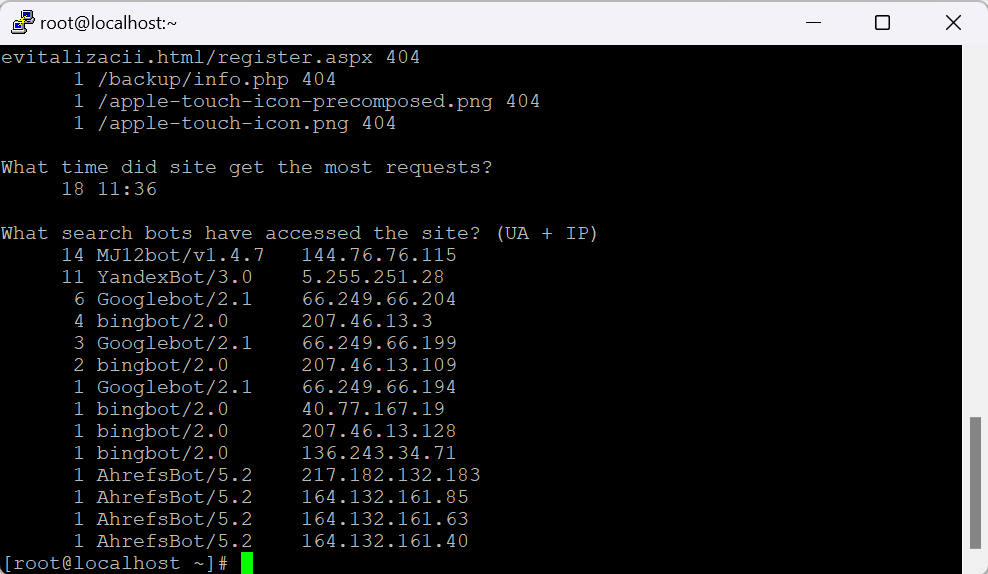 root@localhost:~
evitalizacii.html/register.aspx 404
1 /backup/info.php 404
1 /apple-touch-icon-precomposed.png 404
1 /apple-touch-icon.png 404
What time did site get the most requests?
18 11:36
What search bots have accessed the site? (UA + IP)
14 MJ12bot/v1.4.7 144.76.76.115
11 YandexBot/3.0 5.255.251.28
6 Googlebot/2.1 66.249.66.204
4 bingbot/2.0 207.46.13.3
3 Googlebot/2.1 66.249.66.199
2 bingbot/2.0 207.46.13.109
1 Googlebot/2.1 66.249.66.194
1 bingbot/2.0 40.77.167.19
1 bingbot/2.0 207.46.13.128
1 bingbot/2.0 136.243.34.71
1 AhrefsBot/5.2 217.182.132.183
1 AhrefsBot/5.2 164.132.161.85
1 AhrefsBot/5.2 164.132.161.63
1 AhrefsBot/5.2 164.132.161.40
[root@localhost ~]#